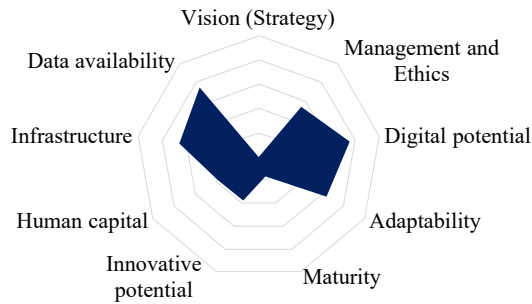 Vision (Strategy)
Management and
Ethics
Digital potential
Adaptability
Maturity
Innovative
potential
Human capital
Infrastructure
Data availability